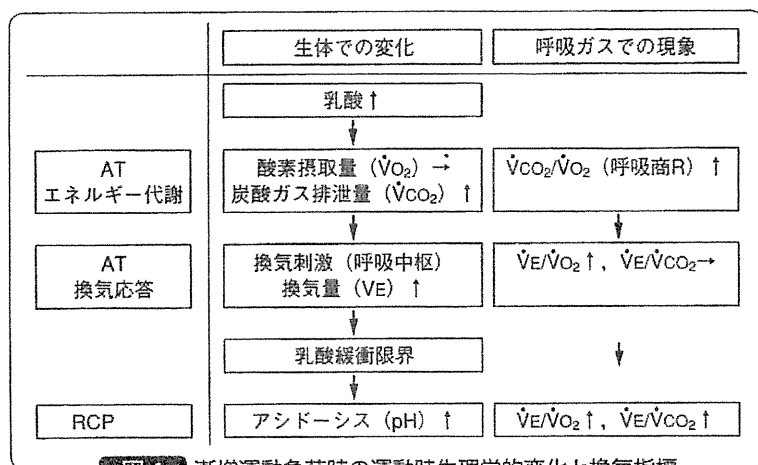 生体での変化
呼吸ガスでの現象
乳酸↑
AT
エネルギー代謝
酸素摂取量（V̇O₂）→
炭酸ガス排泄量（V̇CO₂）↑
V̇CO₂/V̇O₂（呼吸商R）↑
AT
換気応答
換気刺激（呼吸中枢）
換気量（VE）↑
V̇E/V̇O₂↑，V̇E/V̇CO₂→
乳酸緩衝限界
RCP
アシドーシス（pH）↑
V̇E/V̇O₂↑，V̇E/V̇CO₂↑
漸増運動負荷時の運動時生理学的変化と換気指標